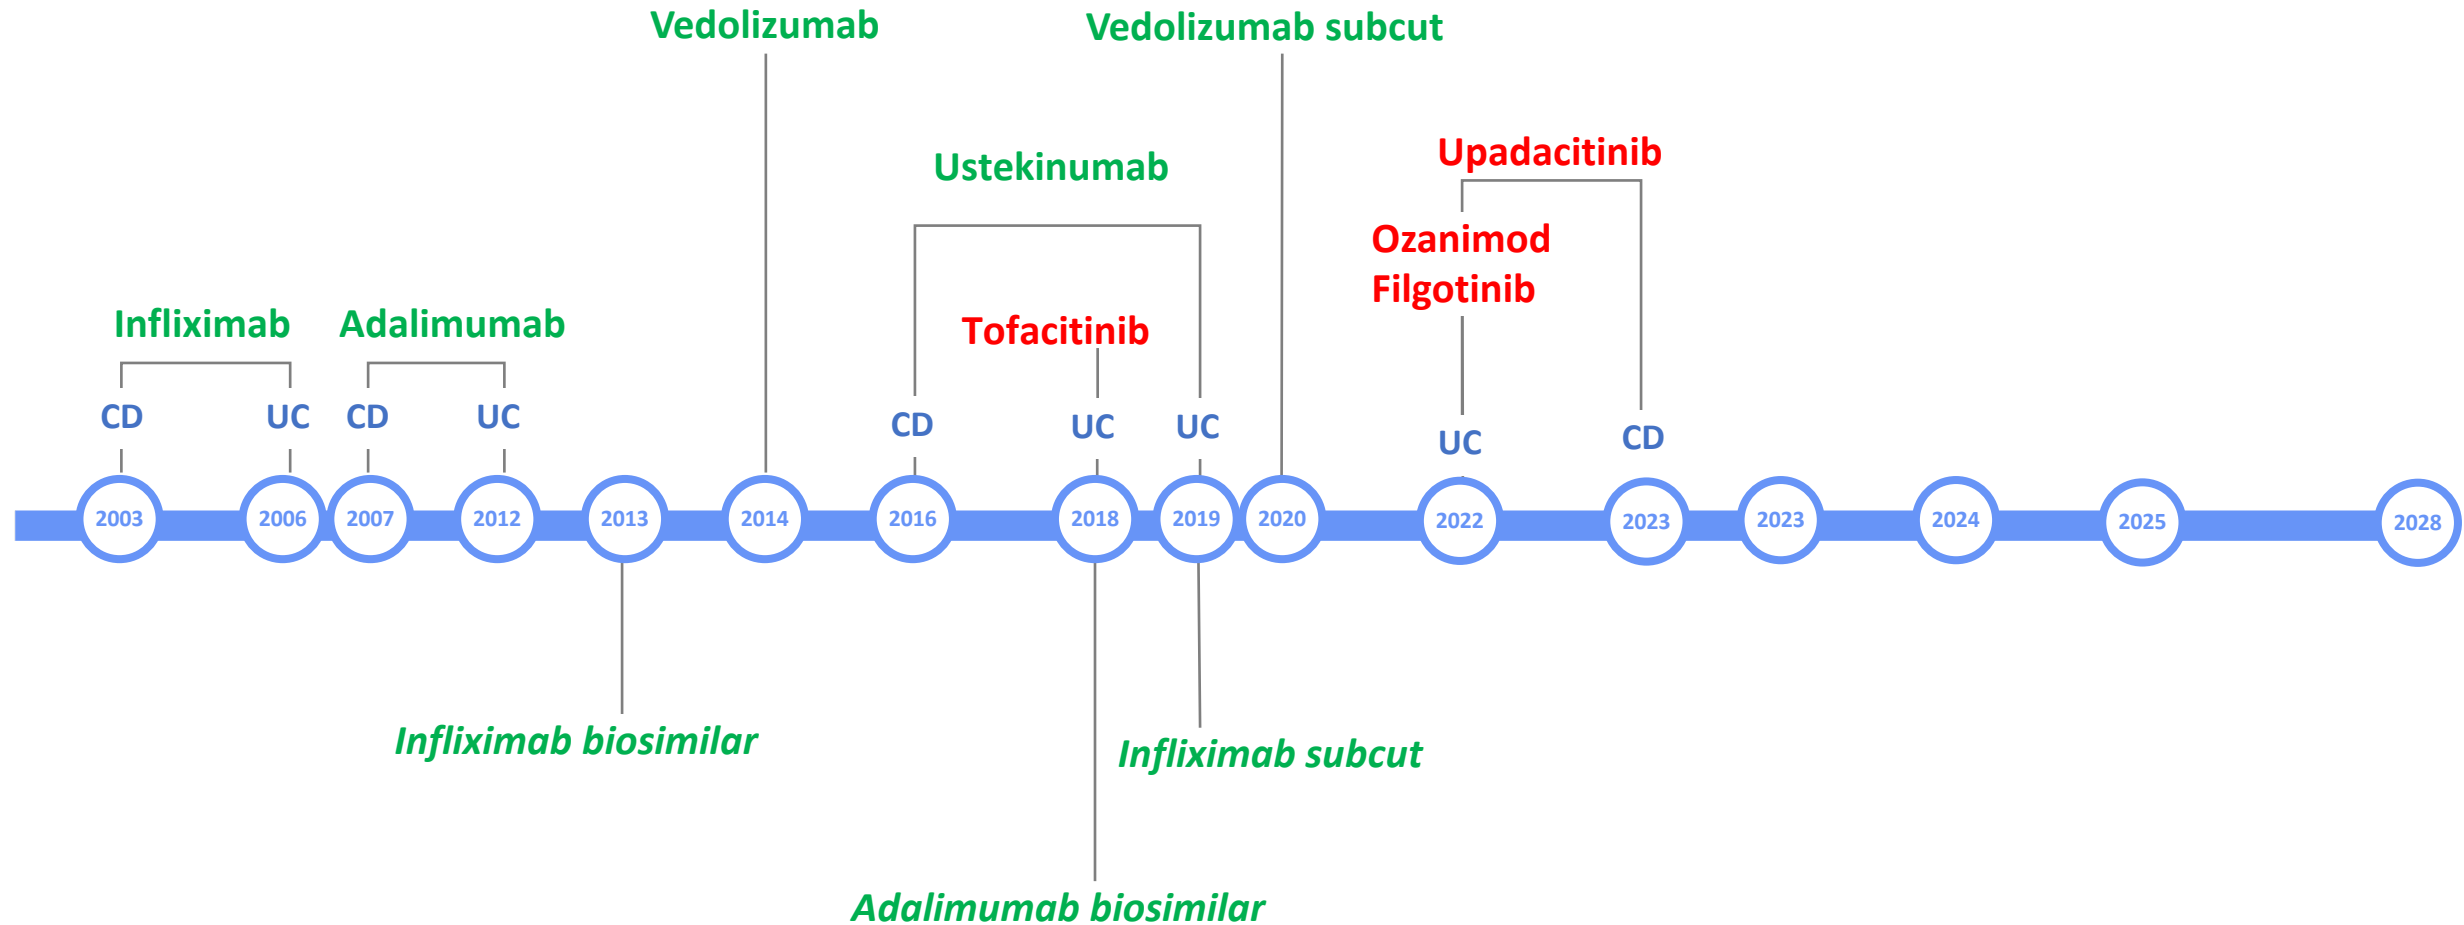 Vedolizumab
Vedolizumab subcut
Ustekinumab
Upadacitinib
Ozanimod
Filgotinib
Infliximab
Adalimumab
Tofacitinib
CD
UC
CD
UC
CD
UC
UC
UC
CD
2003
2006
2007
2012
2013
2014
2016
2018
2019
2020
2022
2023
2023
2024
2025
2028
Infliximab biosimilar
Infliximab subcut
Adalimumab biosimilar